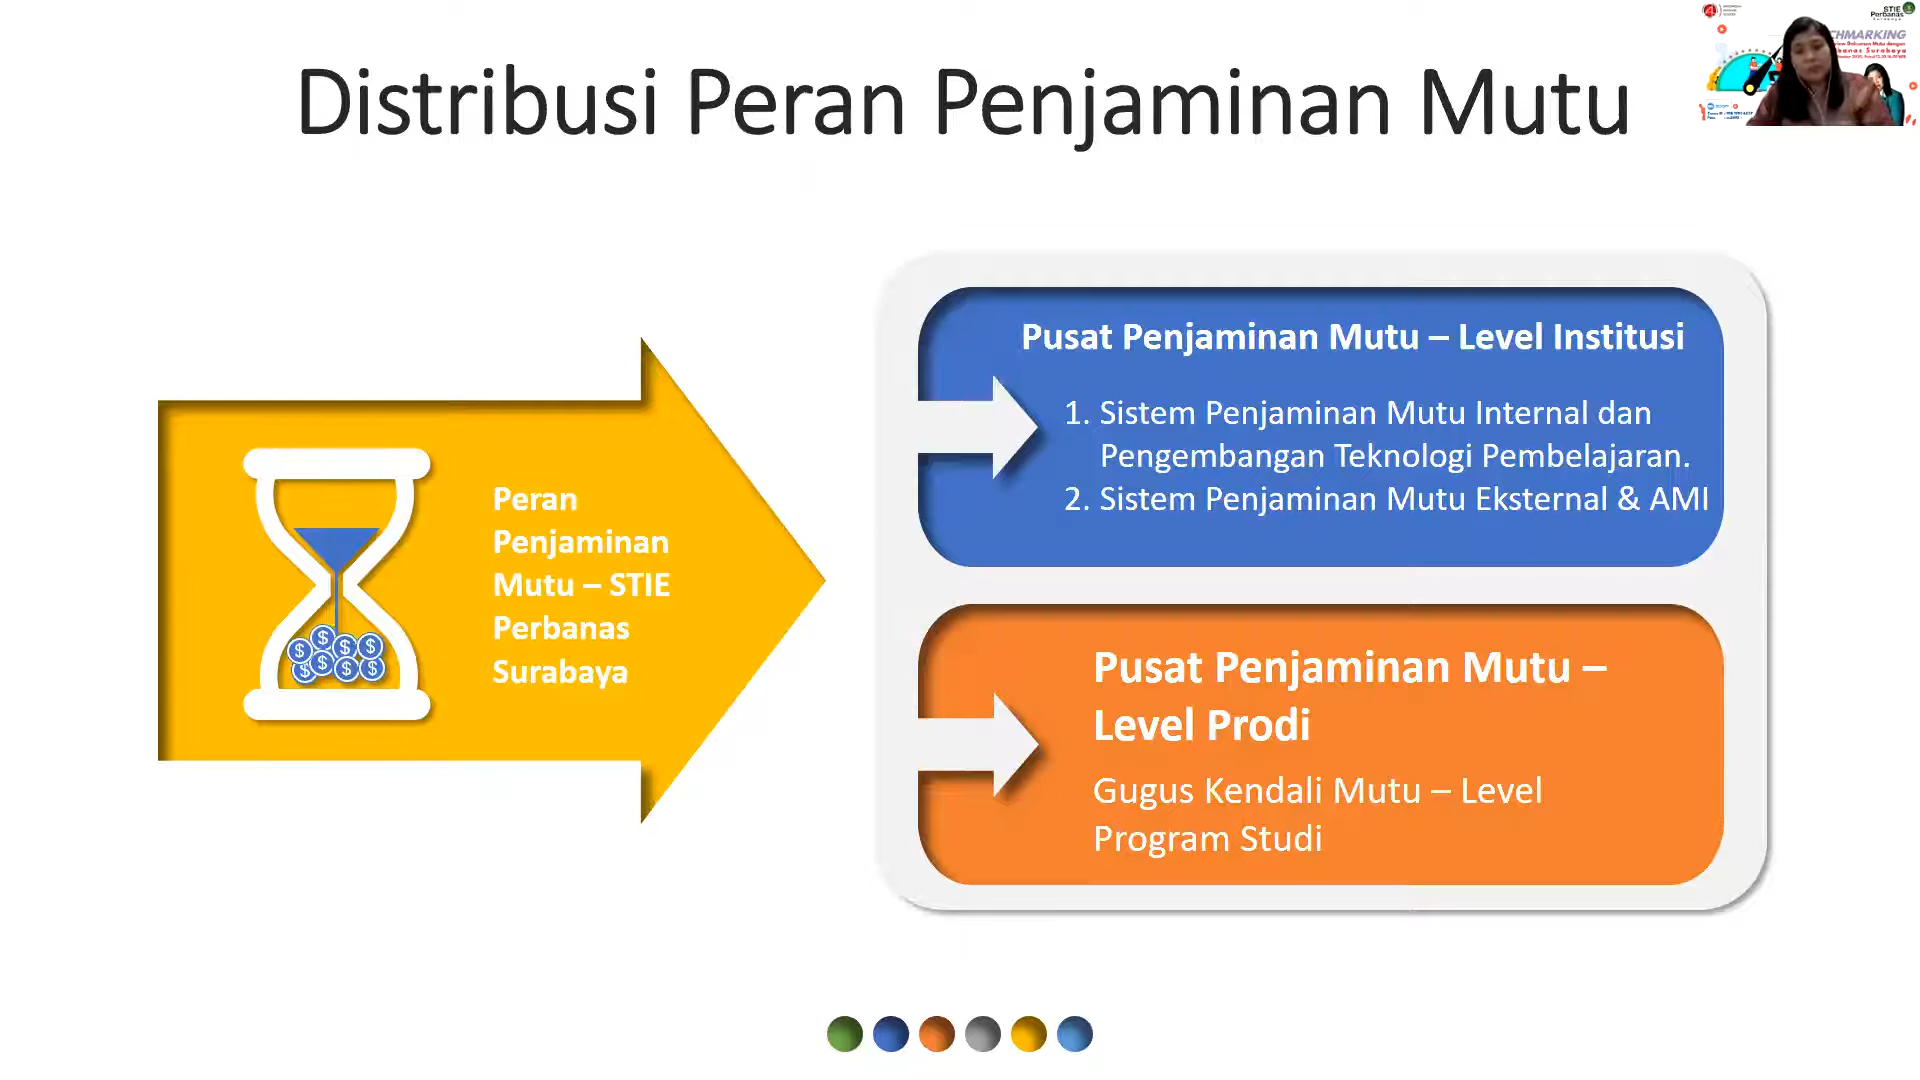 Distribusi Peran Penjaminan Mutu
STIE
Perbanas
CHMARKING
Peran
Penjaminan
Mutu – STIE
Perbanas
Surabaya
Pusat Penjaminan Mutu – Level Institusi
1. Sistem Penjaminan Mutu Internal dan
Pengembangan Teknologi Pembelajaran.
2. Sistem Penjaminan Mutu Eksternal & AMI
Pusat Penjaminan Mutu –
Level Prodi
Gugus Kendali Mutu – Level
Program Studi